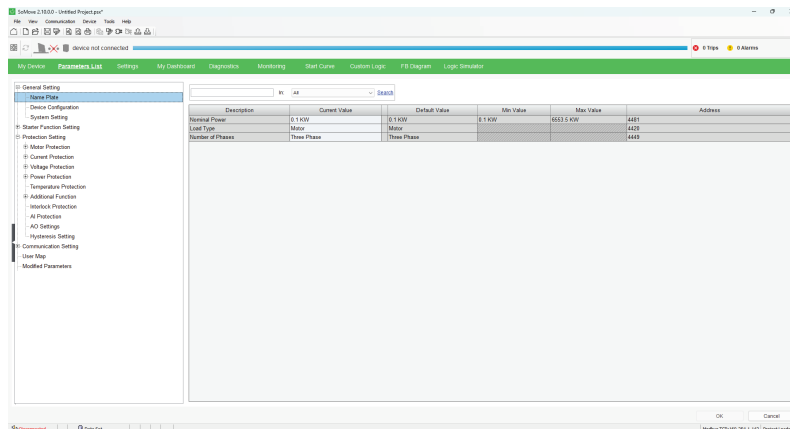 SoMove 2.10.0.0 - Untitled Project.psx*
File View Communication Device Tools Help
device not connected
0 Trips 0 Alarms
My Device Parameters List Settings My Dashboard Diagnostics Monitoring Start Curve Custom Logic FB Diagram Logic Simulator
General Setting
Name Plate
Device Configuration
System Setting
Starter Function Setting
Protection Setting
Motor Protection
Current Protection
Voltage Protection
Power Protection
Temperature Protection
Additional Function
Interlock Protection
AI Protection
AO Settings
Hysteresis Setting
Communication Setting
User Map
Modified Parameters
In: All Search
Description Current Value Default Value Min Value Max Value Address
Nominal Power 0.1 KW 0.1 KW 0.1 KW 6553.5 KW 4481
Load Type Motor Motor 4420
Number of Phases Three Phase Three Phase 4449
OK Cancel